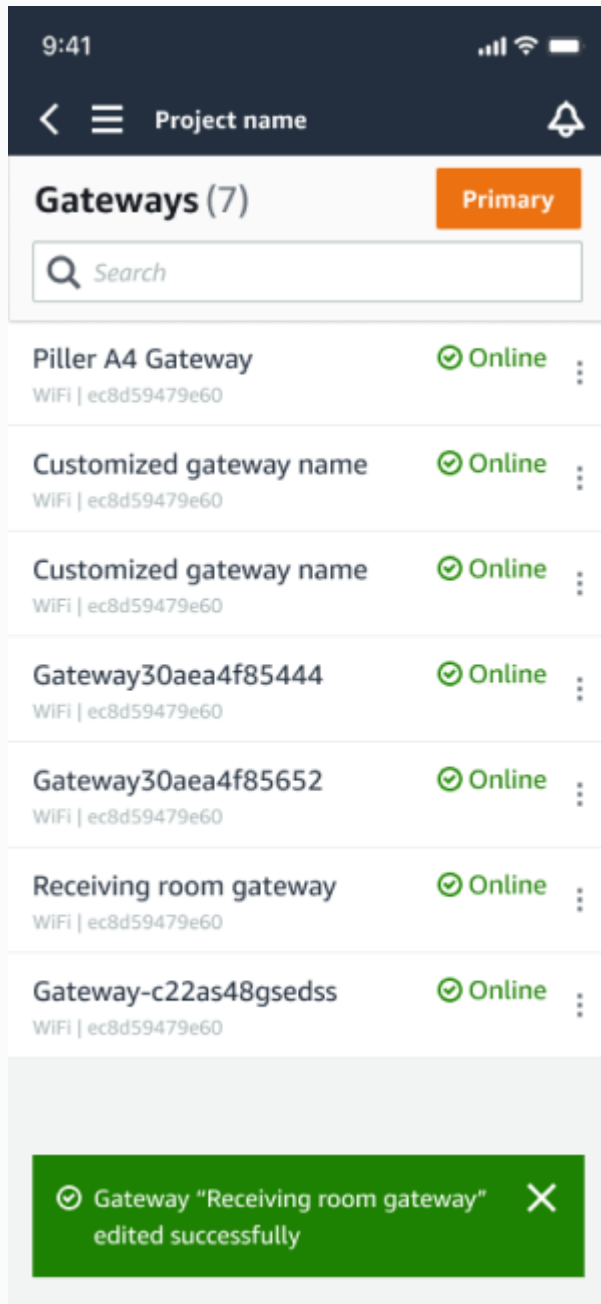 9:41
Project name
Gateways (7)
Primary
Search
Piller A4 Gateway
Online
WiFi | ec8d59479e60
Customized gateway name
Online
WiFi | ec8d59479e60
Customized gateway name
Online
WiFi | ec8d59479e60
Gateway30aea4f85444
Online
WiFi | ec8d59479e60
Gateway30aea4f85652
Online
WiFi | ec8d59479e60
Receiving room gateway
Online
WiFi | ec8d59479e60
Gateway-c22as48gsedss
Online
WiFi | ec8d59479e60
Gateway “Receiving room gateway”
edited successfully